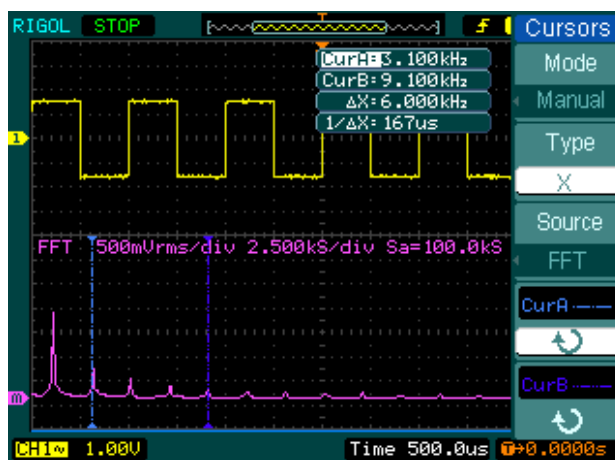 RIGOL STOP
CurA: 3.100kHz
CurB: 9.100kHz
ΔX: 6.000kHz
1/ΔX: 167us
1
T
FFT 500mVrms/div 2.500kS/div Sa=100.0kS
m
CH1~ 1.00V Time 500.0us T→0.0000s
Cursors
Mode
Manual
Type
X
Source
FFT
CurA
CurB